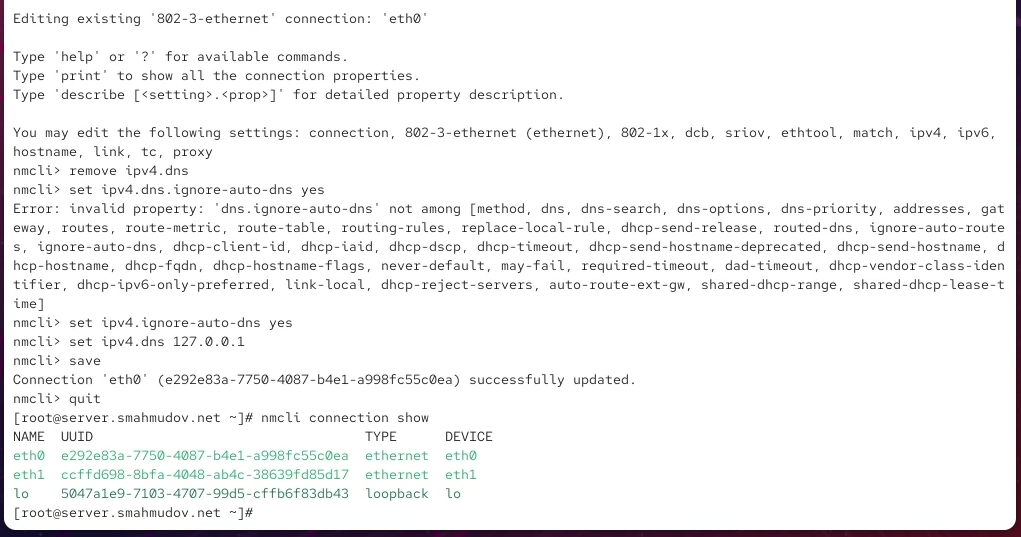 Editing existing '802-3-ethernet' connection: 'eth0'
Type 'help' or '?' for available commands.
Type 'print' to show all the connection properties.
Type 'describe [<setting>.<prop>]' for detailed property description.
You may edit the following settings: connection, 802-3-ethernet (ethernet), 802-1x, dcb, sriov, ethtool, match, ipv4, ipv6,
hostname, link, tc, proxy
nmcli> remove ipv4.dns
nmcli> set ipv4.dns.ignore-auto-dns yes
Error: invalid property: 'dns.ignore-auto-dns' not among [method, dns, dns-search, dns-options, dns-priority, addresses, gat
eway, routes, route-metric, route-table, routing-rules, replace-local-rule, dhcp-send-release, routed-dns, ignore-auto-route
s, ignore-auto-dns, dhcp-client-id, dhcp-iaid, dhcp-dscp, dhcp-timeout, dhcp-send-hostname-deprecated, dhcp-send-hostname, d
hcp-hostname, dhcp-fqdn, dhcp-hostname-flags, never-default, may-fail, required-timeout, dad-timeout, dhcp-vendor-class-iden
tifier, dhcp-ipv6-only-preferred, link-local, dhcp-reject-servers, auto-route-ext-gw, shared-dhcp-range, shared-dhcp-lease-t
ime]
nmcli> set ipv4.ignore-auto-dns yes
nmcli> set ipv4.dns 127.0.0.1
nmcli> save
Connection 'eth0' (e292e83a-7750-4087-b4e1-a998fc55c0ea) successfully updated.
nmcli> quit
[root@server.smahmudov.net ~]# nmcli connection show
NAME  UUID                                  TYPE      DEVICE
eth0  e292e83a-7750-4087-b4e1-a998fc55c0ea  ethernet  eth0
eth1  ccffd698-8bfa-4048-ab4c-38639fd85d17  ethernet  eth1
lo    5047a1e9-7103-4707-99d5-cffb6f83db43  loopback  lo
[root@server.smahmudov.net ~]#